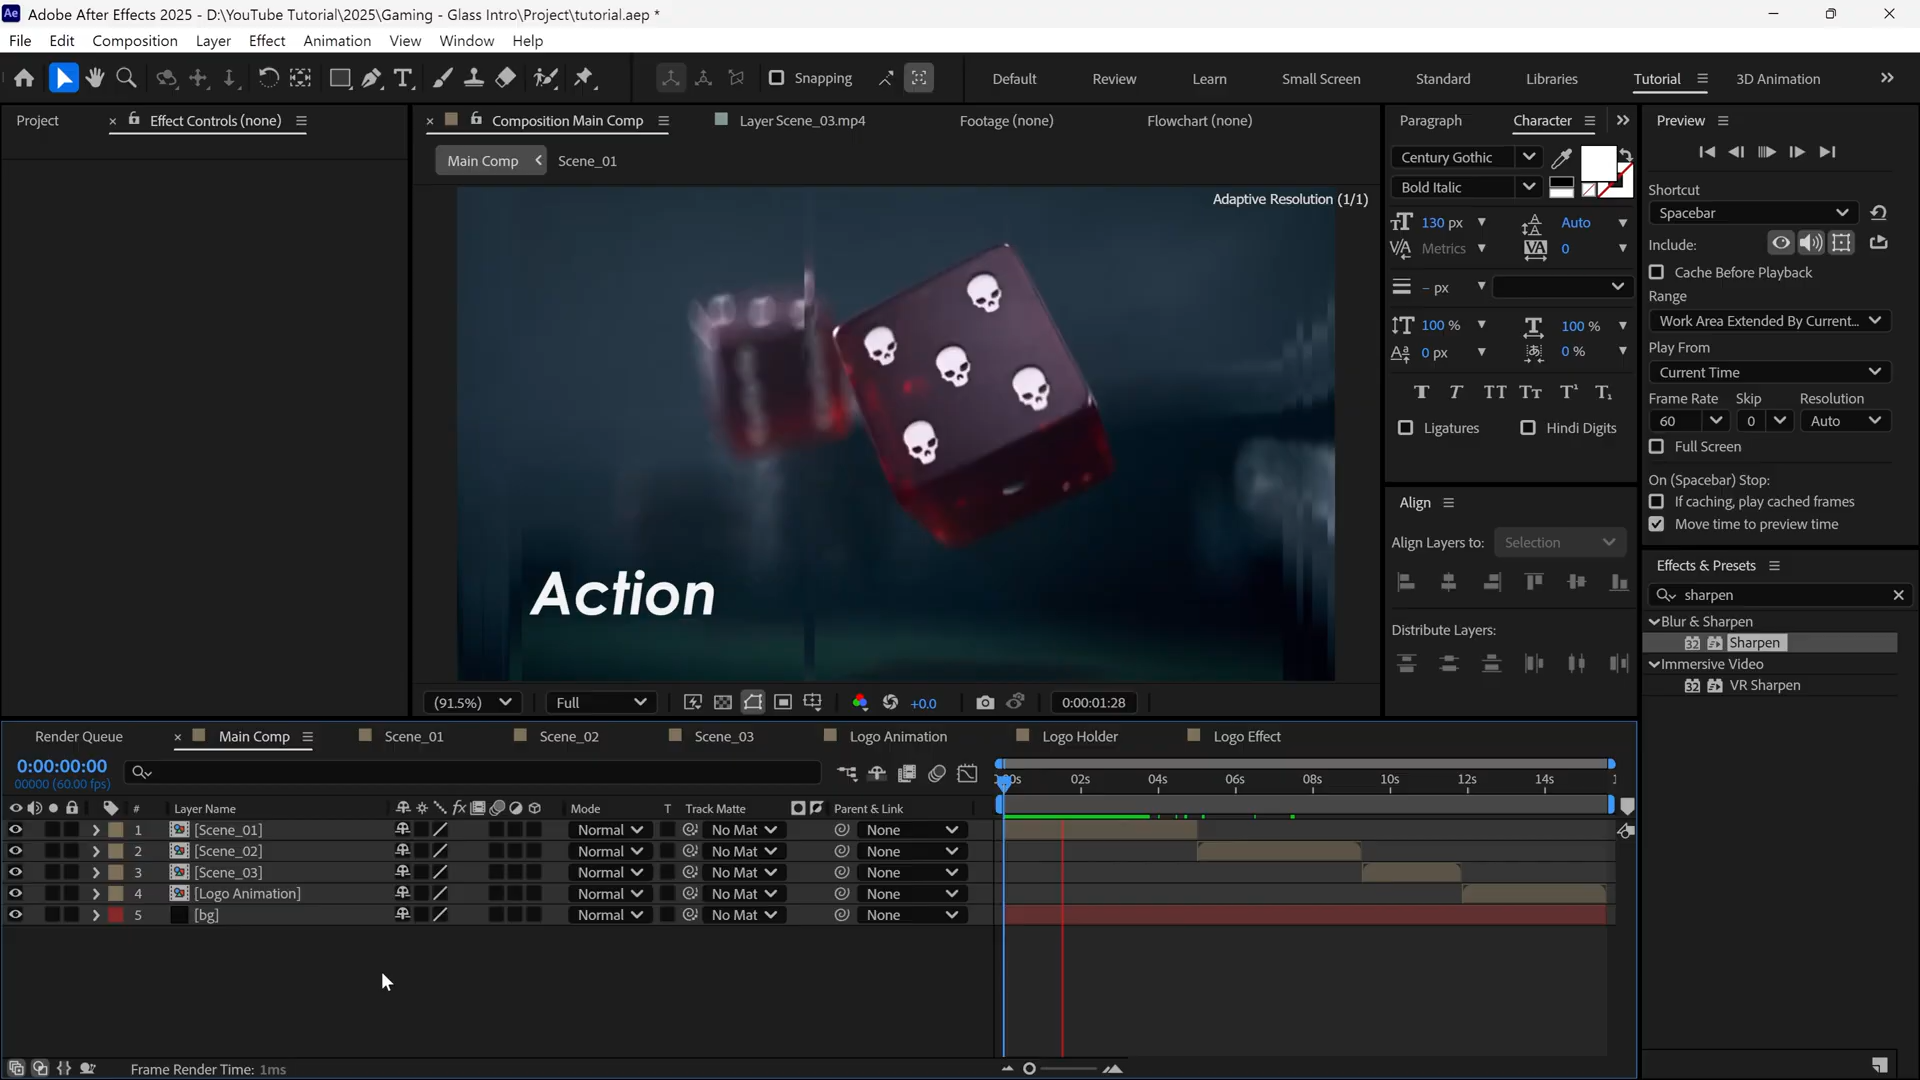 Adobe After Effects 2025 - D:\YouTube Tutorial\2025\Gaming - Glass Intro\Project\tutorial.aep *
File Edit Composition Layer Effect Animation View Window Help
Snapping Default Review Learn Small Screen Standard Libraries Tutorial 3D Animation
Project Effect Controls (none)
Composition Main Comp Layer Scene_03.mp4 Footage (none) Flowchart (none)
Main Comp Scene_01
Adaptive Resolution (1/1)
Action
(91.5%) Full +0.0 0:00:01:28
Paragraph Character
Century Gothic
Bold Italic
130 px Auto
Metrics 0
– px
100 % 100 %
0 px 0 %
Ligatures Hindi Digits
Align
Align Layers to: Selection
Distribute Layers:
Preview
Shortcut
Spacebar
Include:
Cache Before Playback
Range
Work Area Extended By Current...
Play From
Current Time
Frame Rate Skip Resolution
60 0 Auto
Full Screen
On (Spacebar) Stop:
If caching, play cached frames
Move time to preview time
Effects & Presets
sharpen
Blur & Sharpen
32 Sharpen
Immersive Video
32 VR Sharpen
Render Queue Main Comp Scene_01 Scene_02 Scene_03 Logo Animation Logo Holder Logo Effect
0:00:00:00
00000 (60.00 fps)
02s 04s 06s 08s 10s 12s 14s
# Layer Name Mode T Track Matte Parent & Link
1 [Scene_01] Normal No Mat None
2 [Scene_02] Normal No Mat None
3 [Scene_03] Normal No Mat None
4 [Logo Animation] Normal No Mat None
5 [bg] Normal No Mat None
Frame Render Time: 1ms